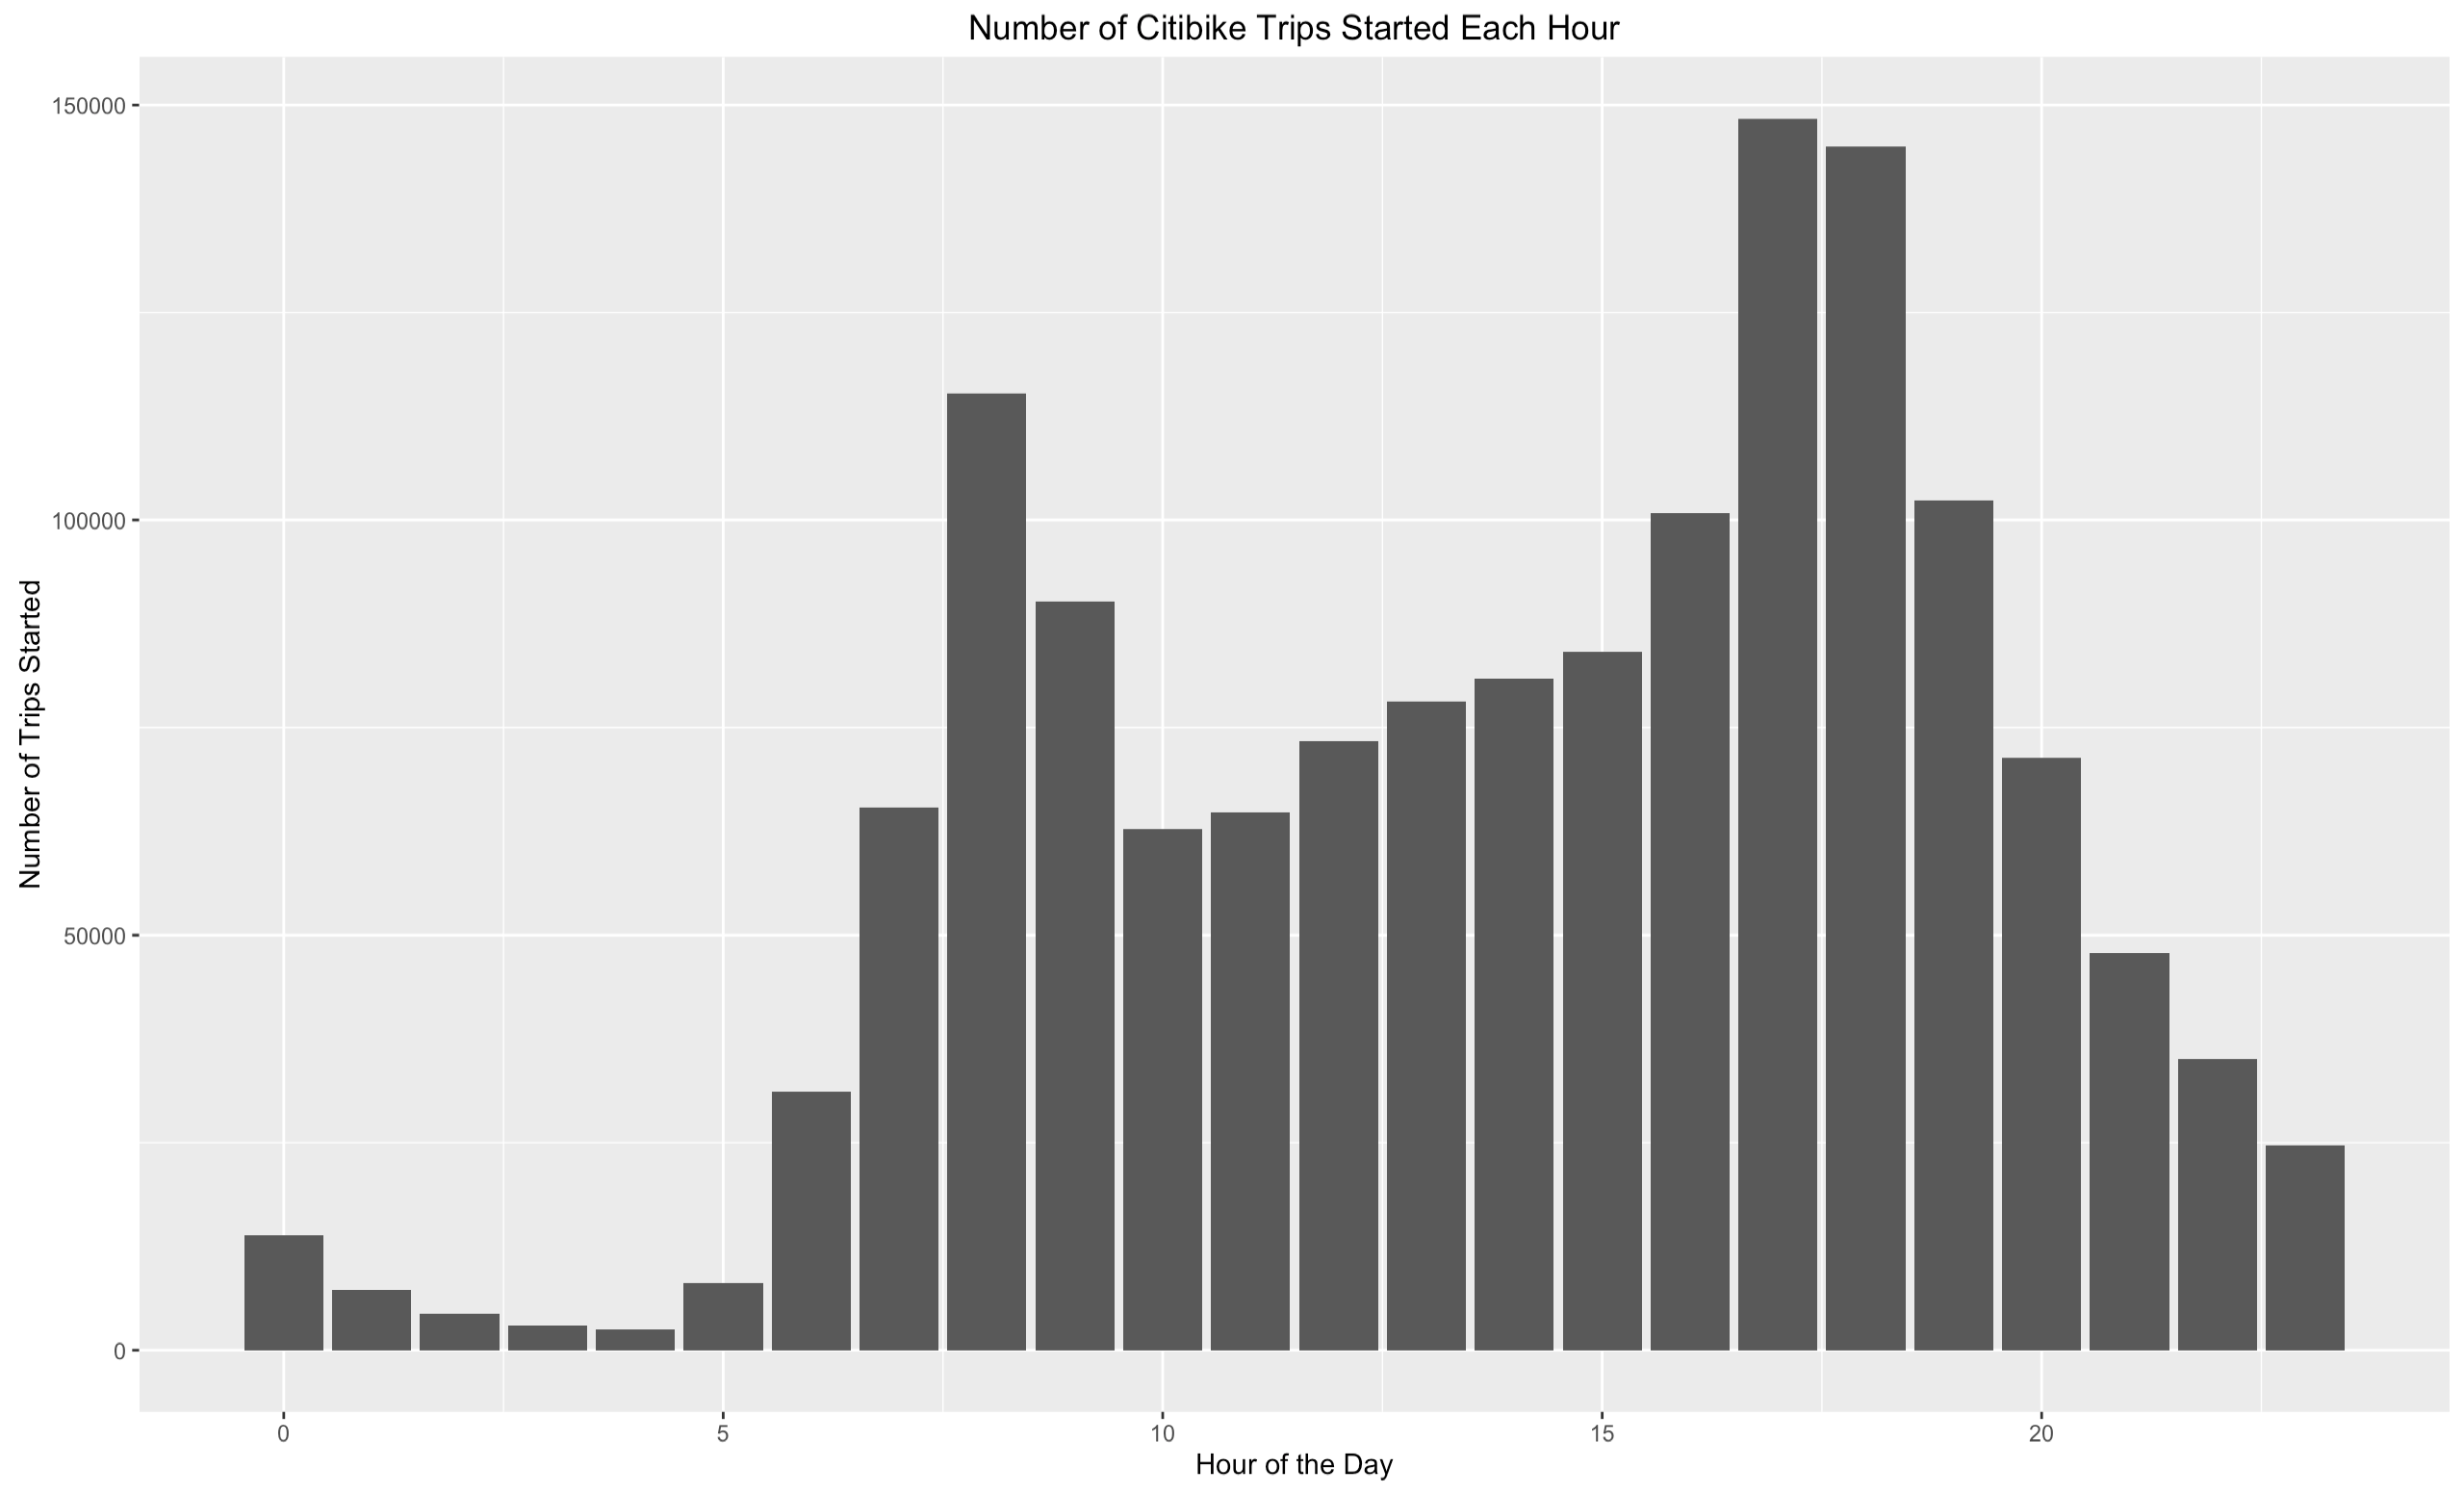 Number of Citibike Trips Started Each Hour
Number of Trips Started
150000
100000
50000
0
0 5 10 15 20
Hour of the Day